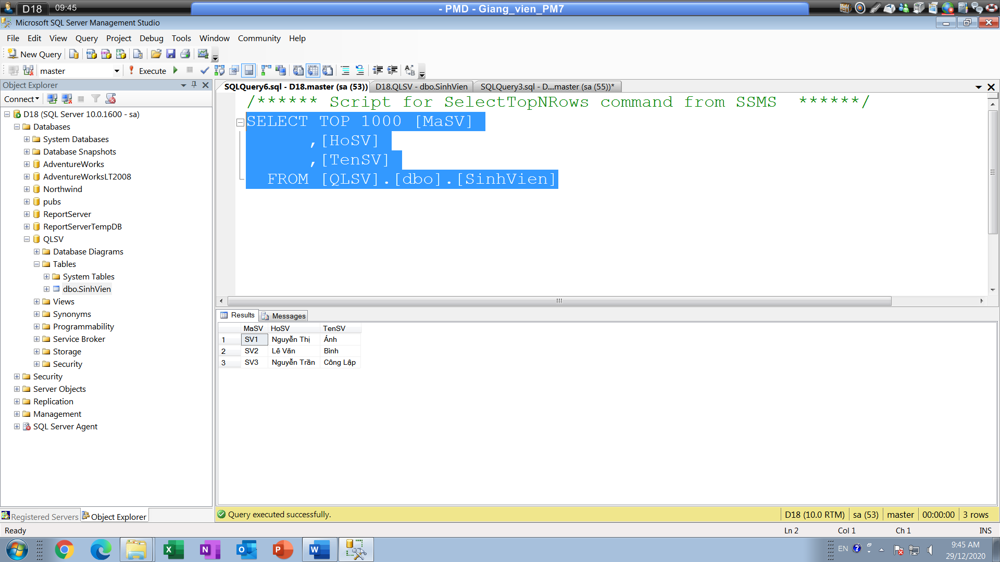 D18 09:45 - PMD - Giang_vien_PM7
Microsoft SQL Server Management Studio
File Edit View Query Project Debug Tools Window Community Help
New Query
master Execute
Object Explorer
Connect
D18 (SQL Server 10.0.1600 - sa)
Databases
System Databases
Database Snapshots
AdventureWorks
AdventureWorksLT2008
Northwind
pubs
ReportServer
ReportServerTempDB
QLSV
Database Diagrams
Tables
System Tables
dbo.SinhVien
Views
Synonyms
Programmability
Service Broker
Storage
Security
Security
Server Objects
Replication
Management
SQL Server Agent
Registered Servers Object Explorer
SQLQuery6.sql - D18.master (sa (53)) D18.QLSV - dbo.SinhVien SQLQuery3.sql - D....master (sa (55))*
/****** Script for SelectTopNRows command from SSMS ******/
SELECT TOP 1000 [MaSV]
,[HoSV]
,[TenSV]
FROM [QLSV].[dbo].[SinhVien]
Results Messages
MaSV HoSV TenSV
1 SV1 Nguyễn Thị Ánh
2 SV2 Lê Văn Bình
3 SV3 Nguyễn Trần Công Lập
Query executed successfully. D18 (10.0 RTM) sa (53) master 00:00:00 3 rows
Ready Ln 2 Col 1 Ch 1 INS
EN 9:45 AM
29/12/2020